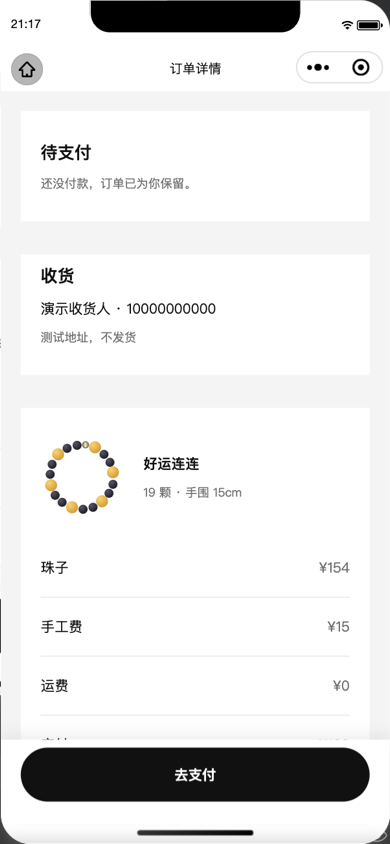 21:17
订单详情
待支付
还没付款，订单已为你保留。
收货
演示收货人 · 10000000000
测试地址，不发货
好运连连
19 颗 · 手围 15cm
珠子 ¥154
手工费 ¥15
运费 ¥0
去支付